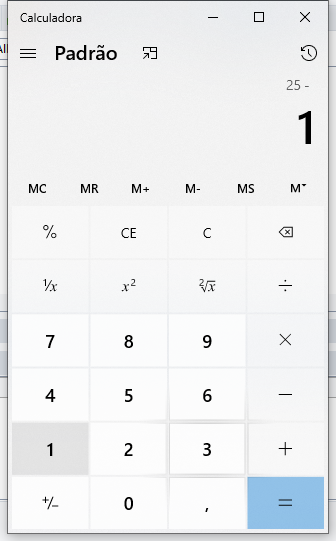 Calculadora
Padrão
25 -
1
MC MR M+ M- MS M˅
% CE C
¹/x x² ²√x ÷
7 8 9 ×
4 5 6 −
1 2 3 +
+/− 0 , =